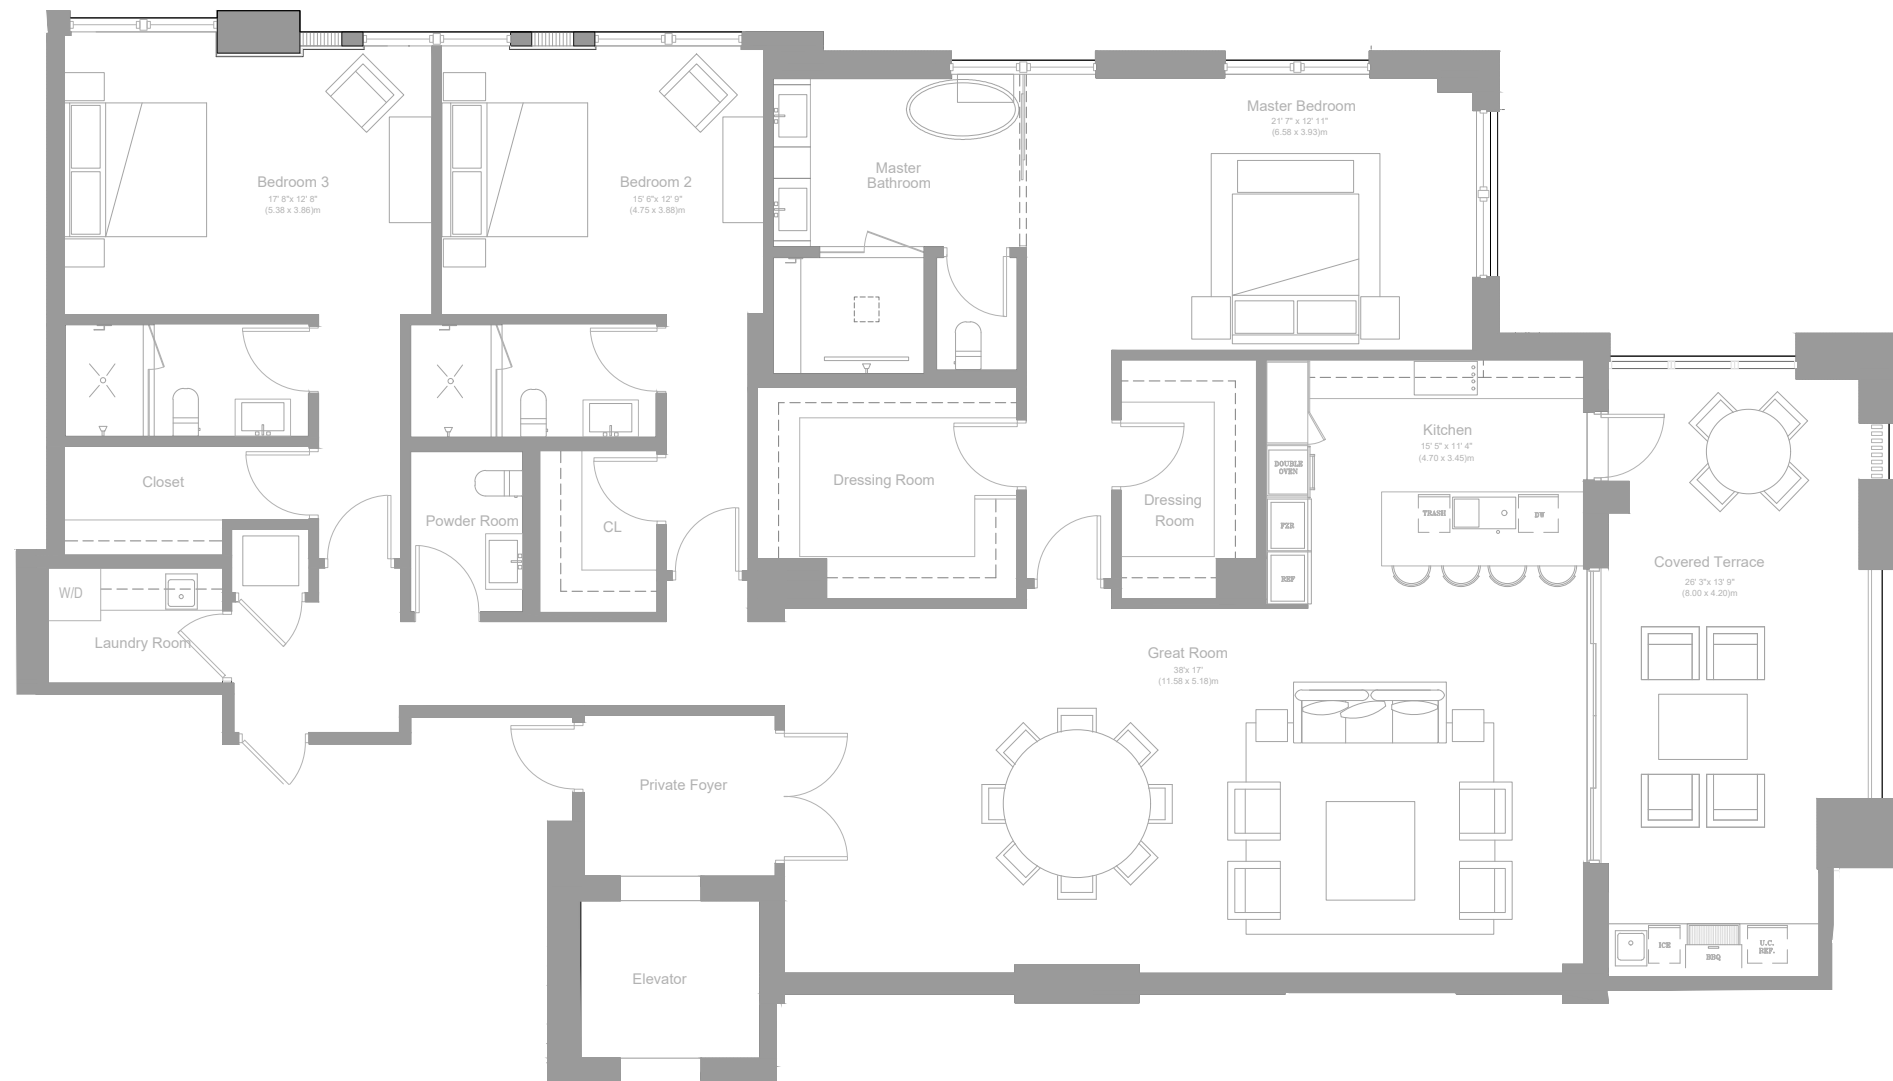 Master Bedroom
21' 7" x 12' 11"
(6.58 x 3.93)m
Master
Bathroom
Bedroom 3
17' 8"x 12' 8"
(5.38 x 3.86)m
Bedroom 2
15' 6"x 12' 9"
(4.75 x 3.88)m
Kitchen
15' 5" x 11' 4"
(4.70 x 3.45)m
DOUBLE
OVEN
Closet
Dressing Room
Dressing
Room
Powder Room
CL
TRASH
DW
FZR
REF
Covered Terrace
26' 3"x 13' 9"
(8.00 x 4.20)m
W/D
Laundry Room
Great Room
38'x 17'
(11.58 x 5.18)m
Private Foyer
Elevator
ICE
BBQ
U.C.
REF.